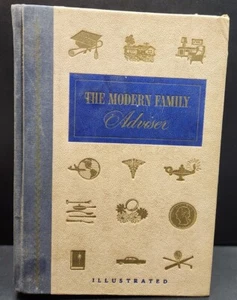 THE MODERN FAMILY
Adviser
ILLUSTRATED